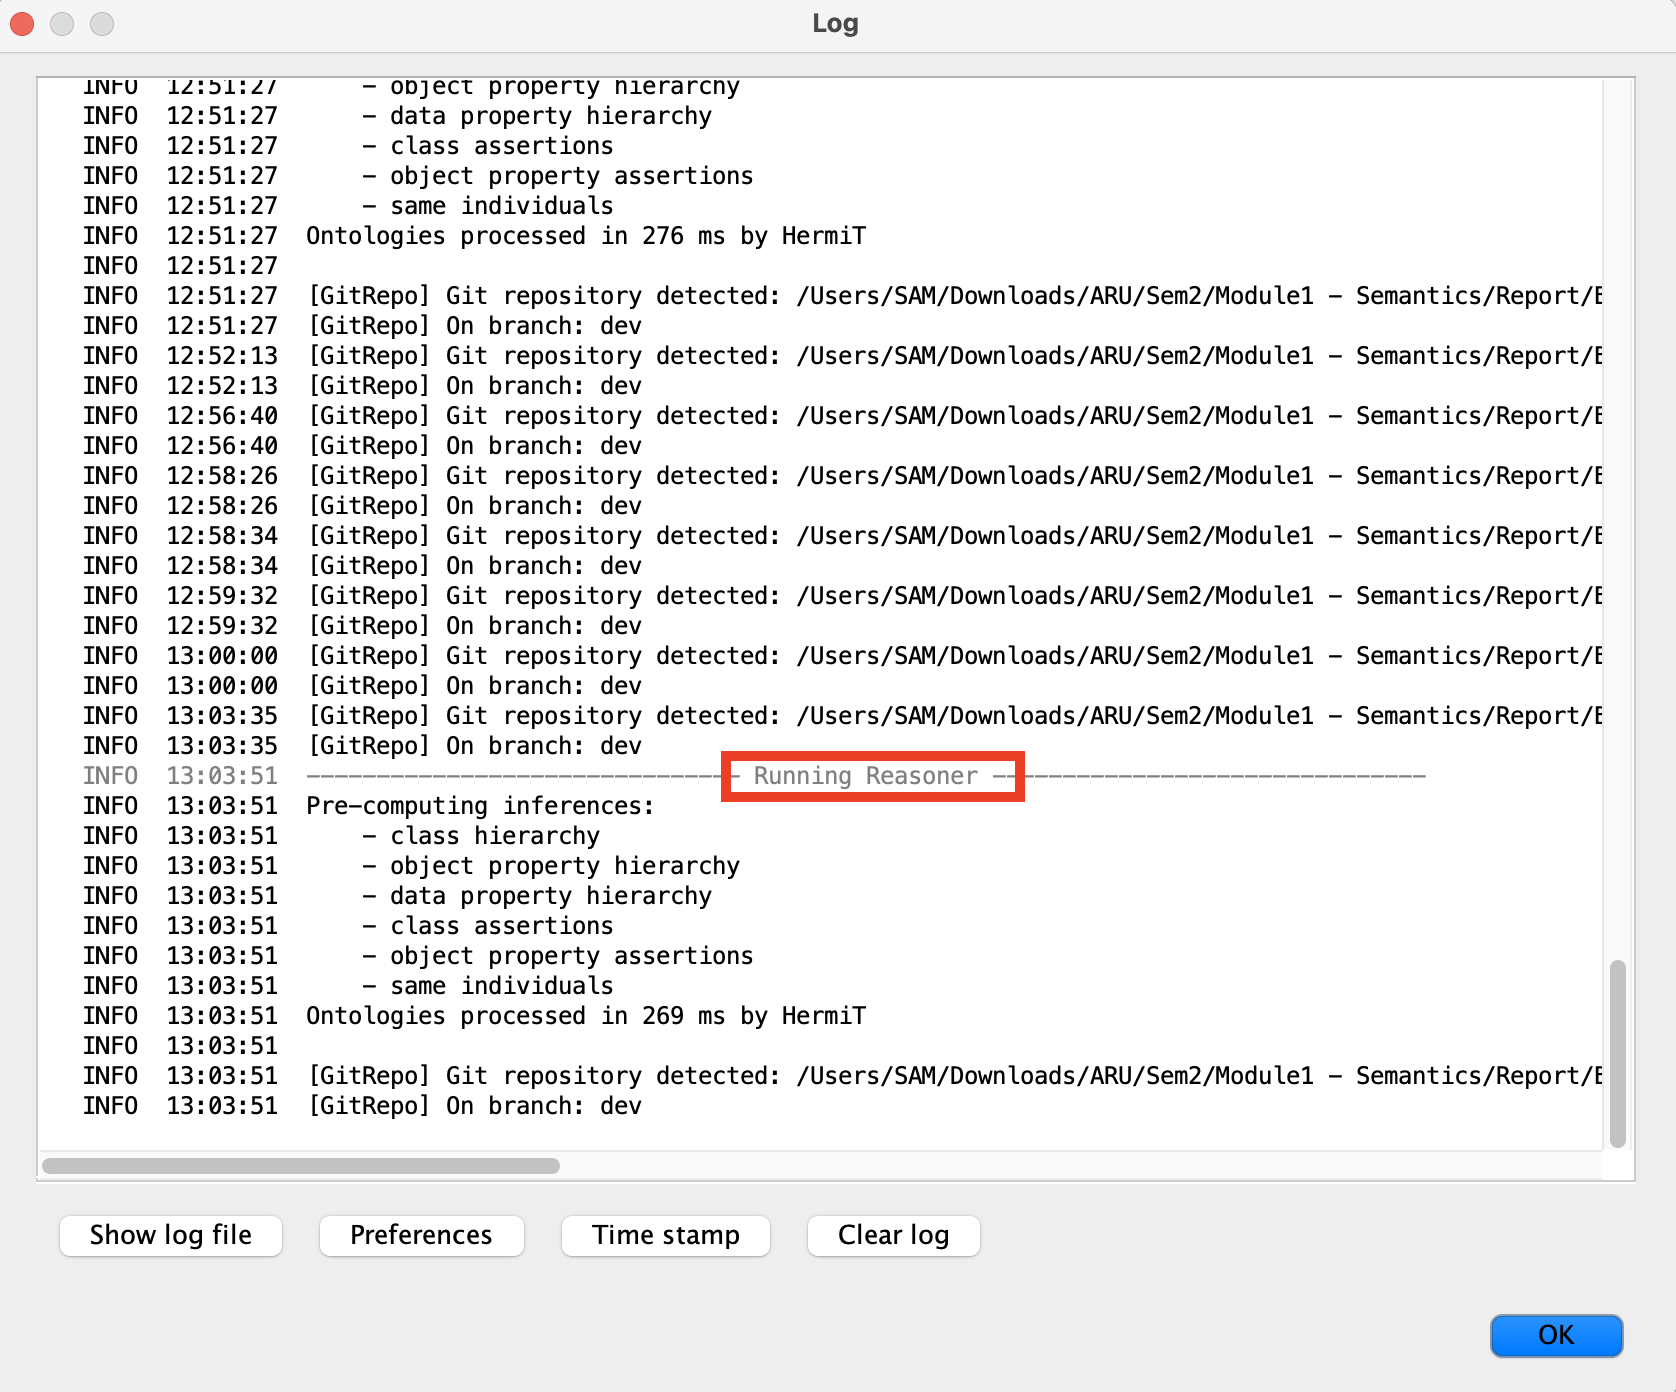 Log
INFO 12:51:27 - object property hierarchy
INFO 12:51:27 - data property hierarchy
INFO 12:51:27 - class assertions
INFO 12:51:27 - object property assertions
INFO 12:51:27 - same individuals
INFO 12:51:27 Ontologies processed in 276 ms by HermiT
INFO 12:51:27
INFO 12:51:27 [GitRepo] Git repository detected: /Users/SAM/Downloads/ARU/Sem2/Module1 - Semantics/Report/
INFO 12:51:27 [GitRepo] On branch: dev
INFO 12:52:13 [GitRepo] Git repository detected: /Users/SAM/Downloads/ARU/Sem2/Module1 - Semantics/Report/
INFO 12:52:13 [GitRepo] On branch: dev
INFO 12:56:40 [GitRepo] Git repository detected: /Users/SAM/Downloads/ARU/Sem2/Module1 - Semantics/Report/
INFO 12:56:40 [GitRepo] On branch: dev
INFO 12:58:26 [GitRepo] Git repository detected: /Users/SAM/Downloads/ARU/Sem2/Module1 - Semantics/Report/
INFO 12:58:26 [GitRepo] On branch: dev
INFO 12:58:34 [GitRepo] Git repository detected: /Users/SAM/Downloads/ARU/Sem2/Module1 - Semantics/Report/
INFO 12:58:34 [GitRepo] On branch: dev
INFO 12:59:32 [GitRepo] Git repository detected: /Users/SAM/Downloads/ARU/Sem2/Module1 - Semantics/Report/
INFO 12:59:32 [GitRepo] On branch: dev
INFO 13:00:00 [GitRepo] Git repository detected: /Users/SAM/Downloads/ARU/Sem2/Module1 - Semantics/Report/
INFO 13:00:00 [GitRepo] On branch: dev
INFO 13:03:35 [GitRepo] Git repository detected: /Users/SAM/Downloads/ARU/Sem2/Module1 - Semantics/Report/
INFO 13:03:35 [GitRepo] On branch: dev
INFO 13:03:51 ------------------------------- Running Reasoner -------------------------------
INFO 13:03:51 Pre-computing inferences:
INFO 13:03:51 - class hierarchy
INFO 13:03:51 - object property hierarchy
INFO 13:03:51 - data property hierarchy
INFO 13:03:51 - class assertions
INFO 13:03:51 - object property assertions
INFO 13:03:51 - same individuals
INFO 13:03:51 Ontologies processed in 269 ms by HermiT
INFO 13:03:51
INFO 13:03:51 [GitRepo] Git repository detected: /Users/SAM/Downloads/ARU/Sem2/Module1 - Semantics/Report/
INFO 13:03:51 [GitRepo] On branch: dev
Show log file
Preferences
Time stamp
Clear log
OK